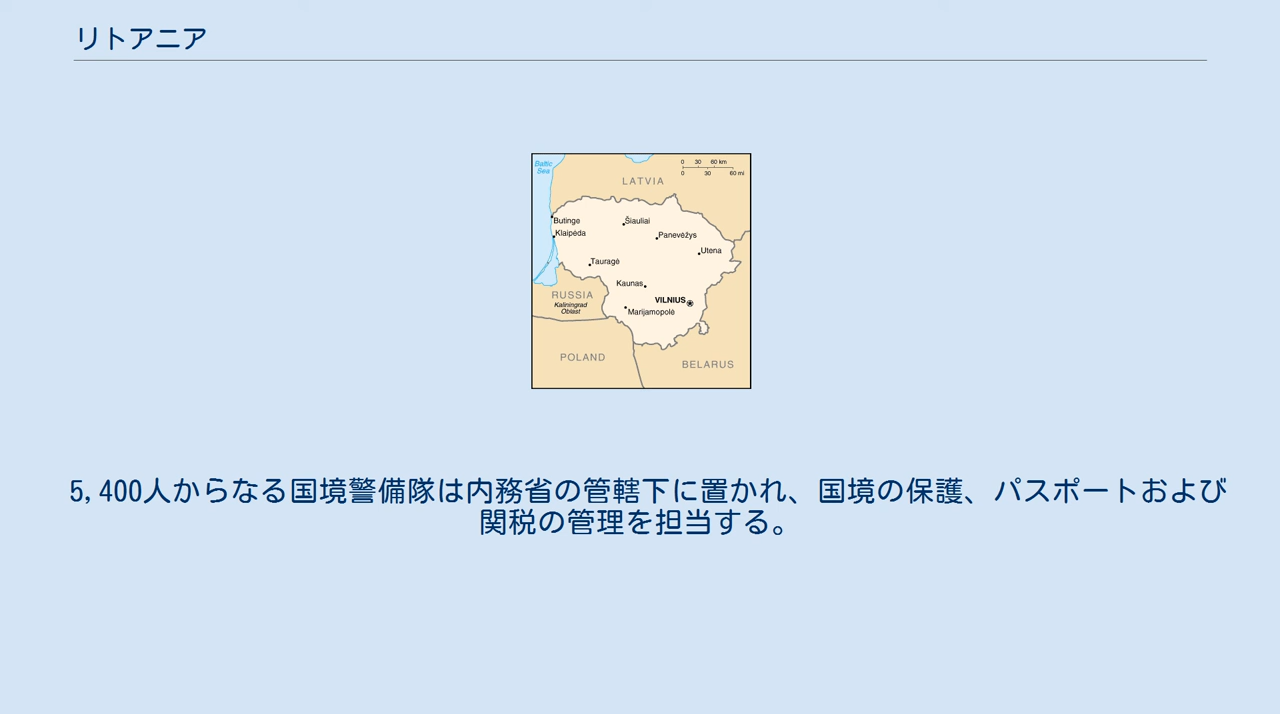 リトアニア
Baltic
Sea
0 30 60 km
0 30 60 mi
LATVIA
Butinge
Šiauliai
Klaipėda
Panevėžys
Utena
Tauragė
Kaunas
RUSSIA
Kaliningrad
Oblast
VILNIUS
Marijamopolė
POLAND
BELARUS
5,400人からなる国境警備隊は内務省の管轄下に置かれ、国境の保護、パスポートおよび
関税の管理を担当する。